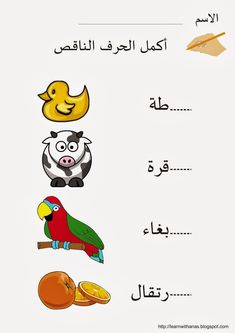 الاسم
أكمل الحرف الناقص
......طة
......قرة
......بغاء
......رتقال
http://learnwithanas.blogspot.com